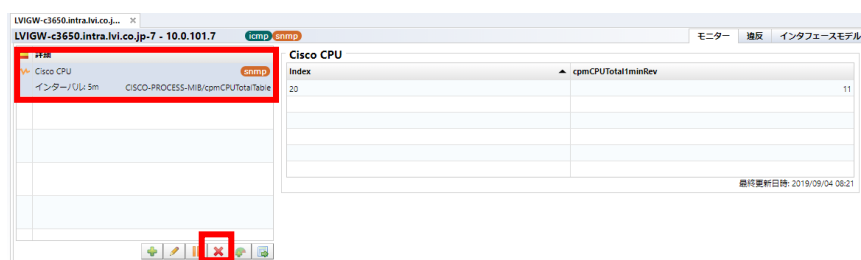 LVIGW-c3650.intra.lvi.co.j... ×
LVIGW-c3650.intra.lvi.co.jp-7 - 10.0.101.7 icmp snmp モニター 違反 インタフェースモデル
詳細
Cisco CPU
Cisco CPU snmp
インターバル: 5m CISCO-PROCESS-MIB/cpmCPUTotalTable
Index cpmCPUTotal1minRev
20 11
最終更新日時: 2019/09/04 08:21